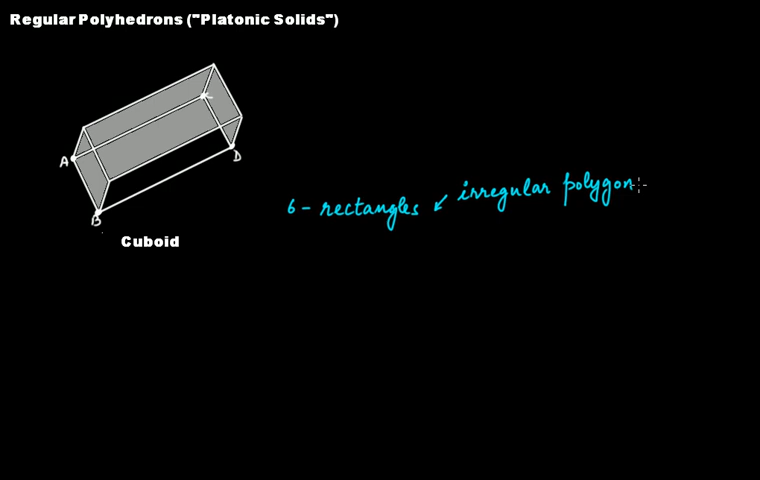 Regular Polyhedrons ("Platonic Solids")
A
C
D
B
6 - rectangles ↙ irregular polygon
Cuboid